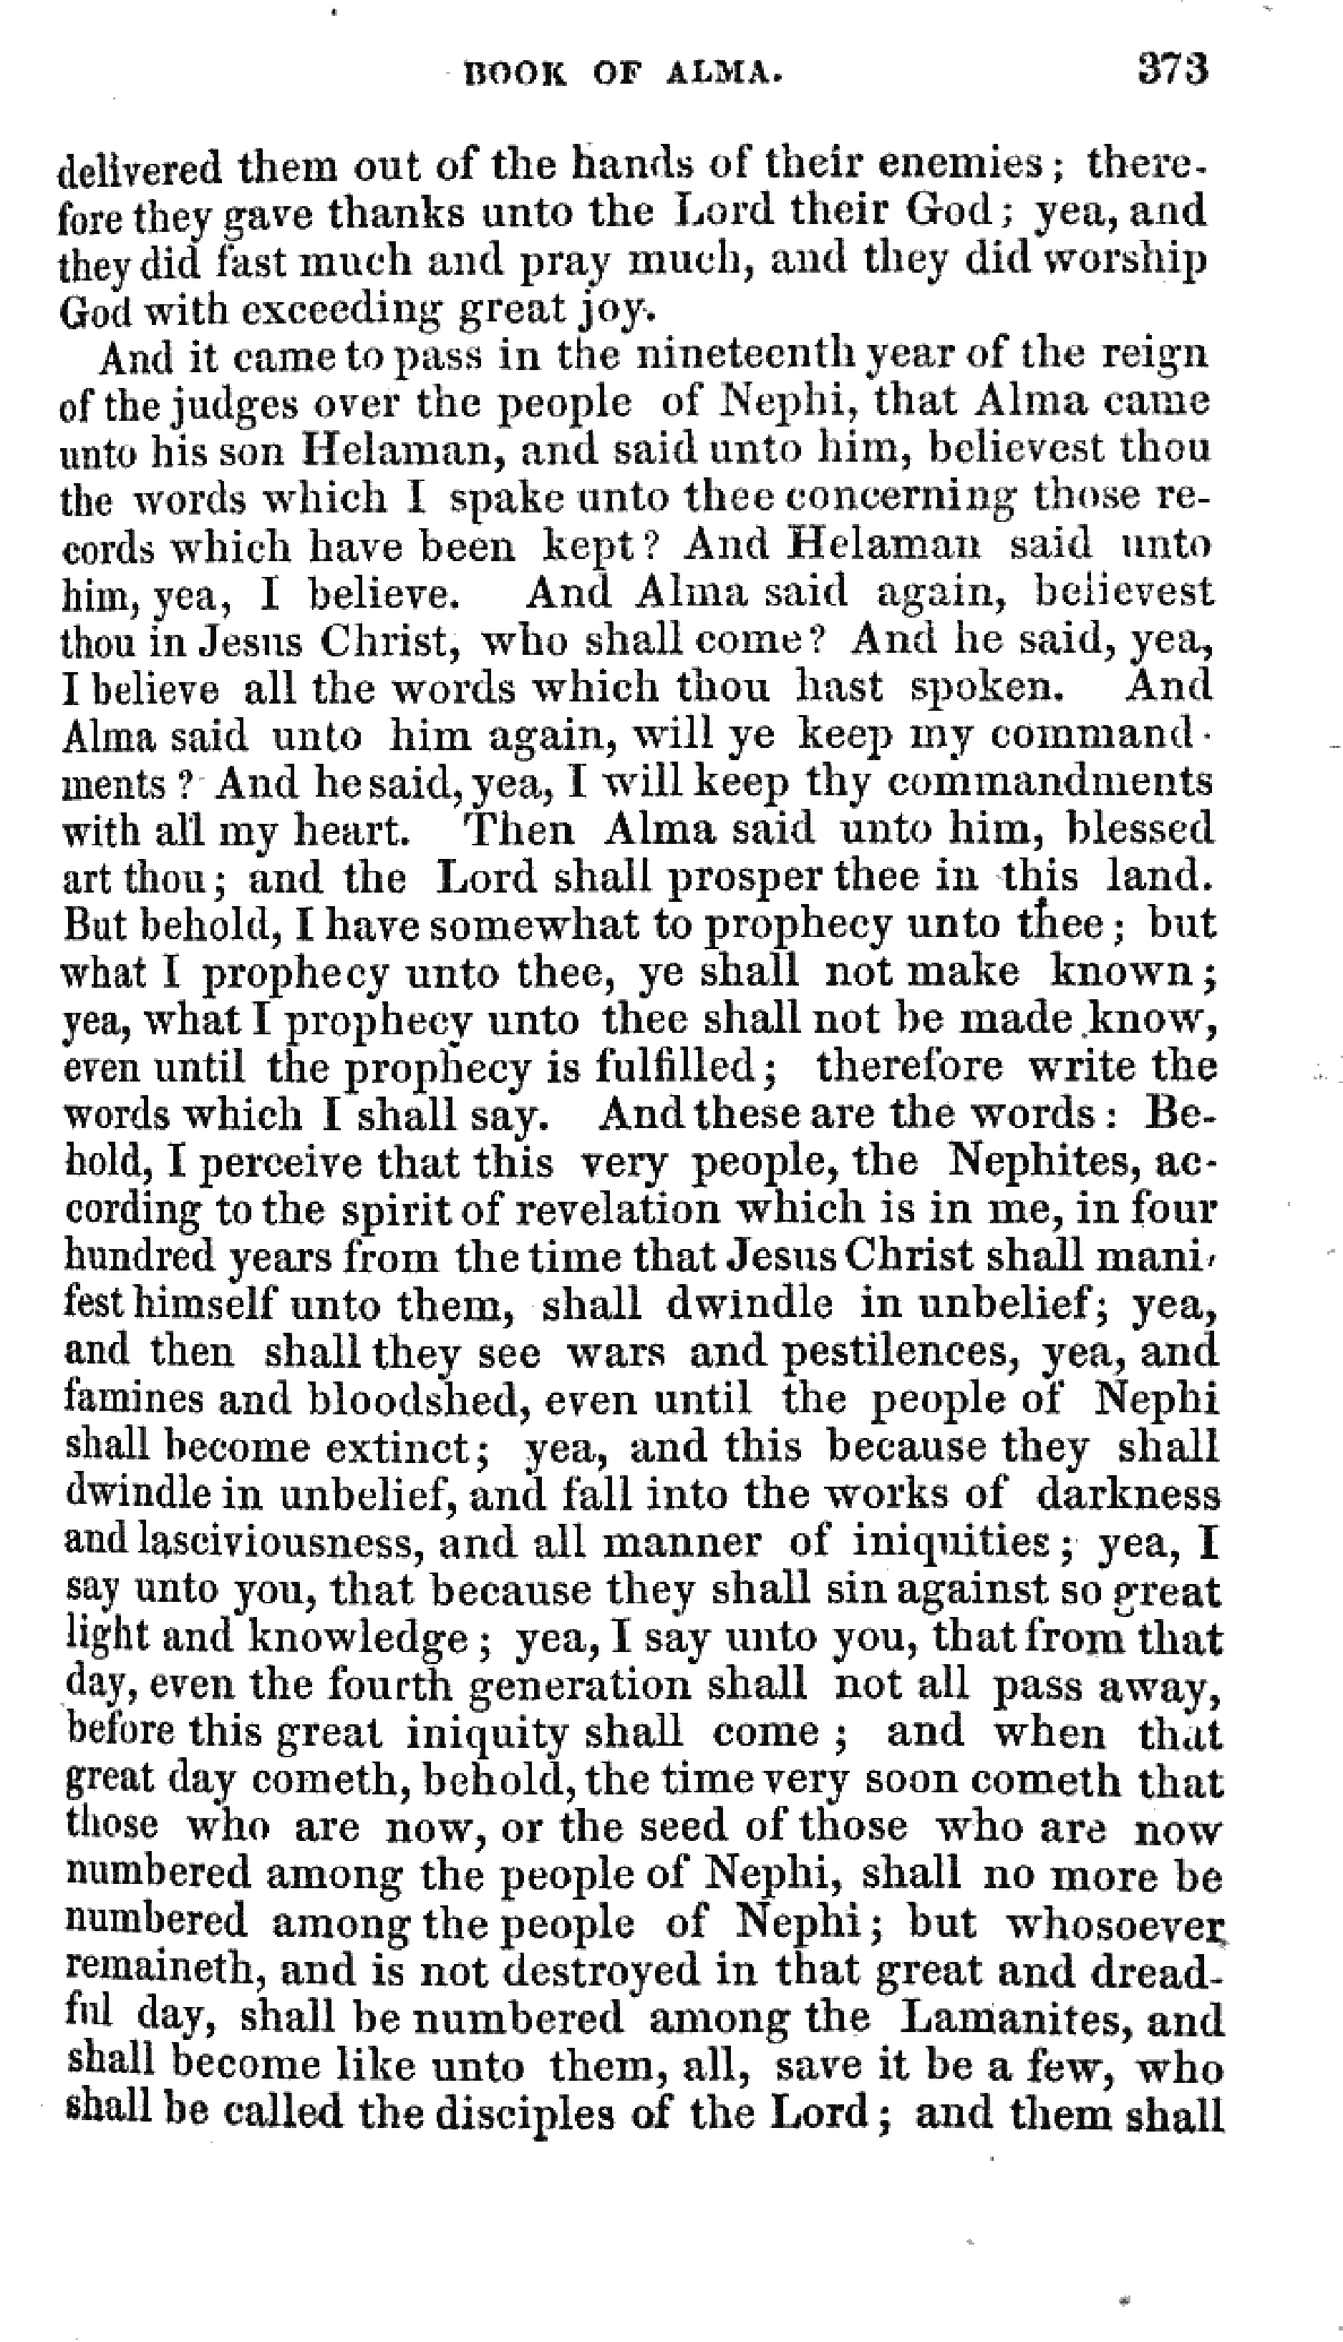 BOOK OF ALMA. 373
delivered them out of the hands of their enemies; there-
fore they gave thanks unto the Lord their God; yea, and
they did fast much and pray much, and they did worship
God with exceeding great joy.
And it came to pass in the nineteenth year of the reign
of the judges over the people of Nephi, that Alma came
unto his son Helaman, and said unto him, believest thou
the words which I spake unto thee concerning those re-
cords which have been kept? And Helaman said unto
him, yea, I believe. And Alma said again, believest
thou in Jesus Christ, who shall come? And he said, yea,
I believe all the words which thou hast spoken. And
Alma said unto him again, will ye keep my command-
ments? And he said, yea, I will keep thy commandments
with all my heart. Then Alma said unto him, blessed
art thou; and the Lord shall prosper thee in this land.
But behold, I have somewhat to prophecy unto thee; but
what I prophecy unto thee, ye shall not make known;
yea, what I prophecy unto thee shall not be made know,
even until the prophecy is fulfilled; therefore write the
words which I shall say. And these are the words: Be-
hold, I perceive that this very people, the Nephites, ac-
cording to the spirit of revelation which is in me, in four
hundred years from the time that Jesus Christ shall mani-
fest himself unto them, shall dwindle in unbelief; yea,
and then shall they see wars and pestilences, yea, and
famines and bloodshed, even until the people of Nephi
shall become extinct; yea, and this because they shall
dwindle in unbelief, and fall into the works of darkness
and lasciviousness, and all manner of iniquities; yea, I
say unto you, that because they shall sin against so great
light and knowledge; yea, I say unto you, that from that
day, even the fourth generation shall not all pass away,
before this great iniquity shall come; and when that
great day cometh, behold, the time very soon cometh that
those who are now, or the seed of those who are now
numbered among the people of Nephi, shall no more be
numbered among the people of Nephi; but whosoever
remaineth, and is not destroyed in that great and dread-
ful day, shall be numbered among the Lamanites, and
shall become like unto them, all, save it be a few, who
shall be called the disciples of the Lord; and them shall